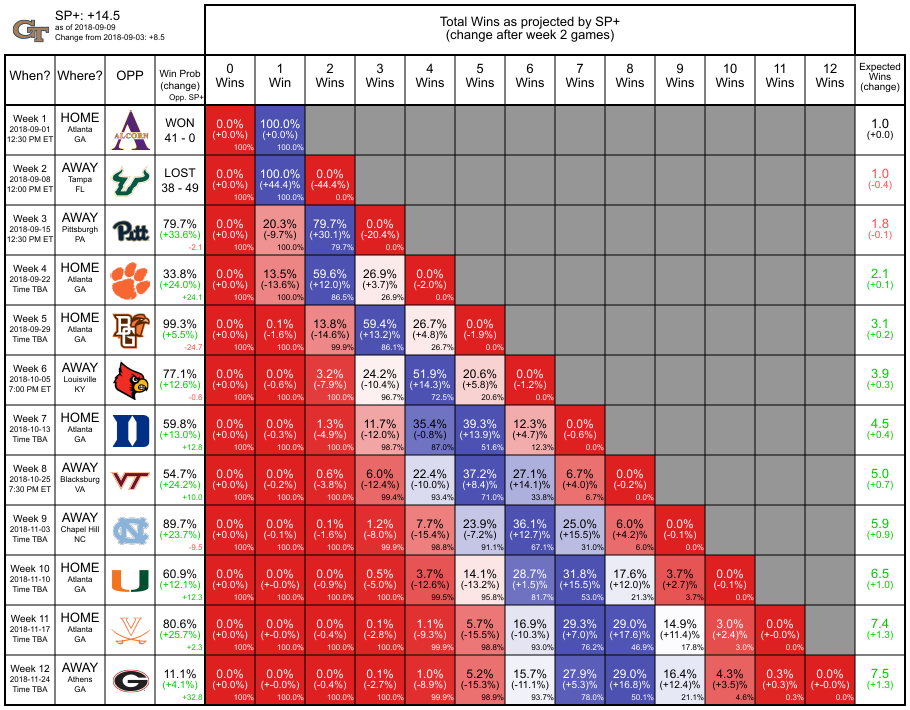 GT
SP+: +14.5
as of 2018-09-09
Change from 2018-09-03: +8.5
Total Wins as projected by SP+
(change after week 2 games)
When? Where? OPP Win Prob (change) Opp. SP+ 0 Wins 1 Win 2 Wins 3 Wins 4 Wins 5 Wins 6 Wins 7 Wins 8 Wins 9 Wins 10 Wins 11 Wins 12 Wins Expected Wins (change)
Week 1 HOME ALCORN WON 0.0% 100.0% 1.0
2018-09-01 Atlanta 41 - 0 (+0.0%) (+0.0%) (+0.0)
12:30 PM ET GA 100% 100.0%
Week 2 AWAY LOST 0.0% 100.0% 0.0% 1.0
2018-09-08 Tampa 38 - 49 (+0.0%) (+44.4)% (-44.4%) (-0.4)
12:00 PM ET FL 100% 100.0% 0.0%
Week 3 AWAY Pitt 79.7% 0.0% 20.3% 79.7% 0.0% 1.8
2018-09-15 Pittsburgh (+33.6%) (+0.0%) (-9.7%) (+30.1)% (-20.4%) (-0.1)
12:30 PM ET PA -2.1 100% 100.0% 79.7% 0.0%
Week 4 HOME 33.8% 0.0% 13.5% 59.6% 26.9% 0.0% 2.1
2018-09-22 Atlanta (+24.0%) (+0.0%) (-13.6%) (+12.0)% (+3.7)% (-2.0%) (+0.1)
Time TBA GA +24.1 100% 100.0% 86.5% 26.9% 0.0%
Week 5 HOME BG 99.3% 0.0% 0.1% 13.8% 59.4% 26.7% 0.0% 3.1
2018-09-29 Atlanta (+5.5%) (+0.0%) (-1.6%) (-14.6%) (+13.2)% (+4.8)% (-1.9%) (+0.2)
Time TBA GA -24.7 100% 100.0% 99.9% 86.1% 26.7% 0.0%
Week 6 AWAY 77.1% 0.0% 0.0% 3.2% 24.2% 51.9% 20.6% 0.0% 3.9
2018-10-05 Louisville (+12.6%) (+0.0%) (-0.6%) (-7.9%) (-10.4%) (+14.3)% (+5.8)% (-1.2%) (+0.3)
7:00 PM ET KY -0.6 100% 100.0% 100.0% 96.7% 72.5% 20.6% 0.0%
Week 7 HOME D 59.8% 0.0% 0.0% 1.3% 11.7% 35.4% 39.3% 12.3% 0.0% 4.5
2018-10-13 Atlanta (+13.0%) (+0.0%) (-0.3%) (-4.9%) (-12.0%) (-0.8%) (+13.9)% (+4.7)% (-0.6%) (+0.4)
Time TBA GA +12.8 100% 100.0% 100.0% 98.7% 87.0% 51.6% 12.3% 0.0%
Week 8 AWAY VT 54.7% 0.0% 0.0% 0.6% 6.0% 22.4% 37.2% 27.1% 6.7% 0.0% 5.0
2018-10-25 Blacksburg (+24.2%) (+0.0%) (-0.2%) (-3.8%) (-12.4%) (-10.0%) (+8.4)% (+14.1)% (+4.0)% (-0.2%) (+0.7)
7:30 PM ET VA +10.0 100% 100.0% 100.0% 99.4% 93.4% 71.0% 33.8% 6.7% 0.0%
Week 9 AWAY NC 89.7% 0.0% 0.0% 0.1% 1.2% 7.7% 23.9% 36.1% 25.0% 6.0% 0.0% 5.9
2018-11-03 Chapel Hill (+23.7%) (+0.0%) (-0.1%) (-1.6%) (-8.0%) (-15.4%) (-7.2%) (+12.7)% (+15.5)% (+4.2)% (-0.1%) (+0.9)
Time TBA NC -9.5 100% 100.0% 100.0% 99.9% 98.8% 91.1% 67.1% 31.0% 6.0% 0.0%
Week 10 HOME U 60.9% 0.0% 0.0% 0.0% 0.5% 3.7% 14.1% 28.7% 31.8% 17.6% 3.7% 0.0% 6.5
2018-11-10 Atlanta (+12.1%) (+0.0%) (+-0.0%) (-0.9%) (-5.0%) (-12.6%) (-13.2%) (+1.5)% (+15.5)% (+12.0)% (+2.7)% (-0.1%) (+1.0)
Time TBA GA +12.3 100% 100.0% 100.0% 100.0% 99.5% 95.8% 81.7% 53.0% 21.3% 3.7% 0.0%
Week 11 HOME V 80.6% 0.0% 0.0% 0.0% 0.1% 1.1% 5.7% 16.9% 29.3% 29.0% 14.9% 3.0% 0.0% 7.4
2018-11-17 Atlanta (+25.7%) (+0.0%) (+-0.0%) (-0.4%) (-2.8%) (-9.3%) (-15.5%) (-10.3%) (+7.0)% (+17.6)% (+11.4)% (+2.4)% (+-0.0%) (+1.3)
Time TBA GA +2.3 100% 100.0% 100.0% 100.0% 99.9% 98.8% 93.0% 76.2% 46.9% 17.8% 3.0% 0.0%
Week 12 AWAY G 11.1% 0.0% 0.0% 0.0% 0.1% 1.0% 5.2% 15.7% 27.9% 29.0% 16.4% 4.3% 0.3% 0.0% 7.5
2018-11-24 Athens (+4.1%) (+0.0%) (+-0.0%) (-0.4%) (-2.7%) (-8.9%) (-15.3%) (-11.1%) (+5.3)% (+16.8)% (+12.4)% (+3.5)% (+0.3)% (+-0.0%) (+1.3)
Time TBA GA +32.8 100% 100.0% 100.0% 100.0% 99.9% 98.9% 93.7% 78.0% 50.1% 21.1% 4.6% 0.3% 0.0%